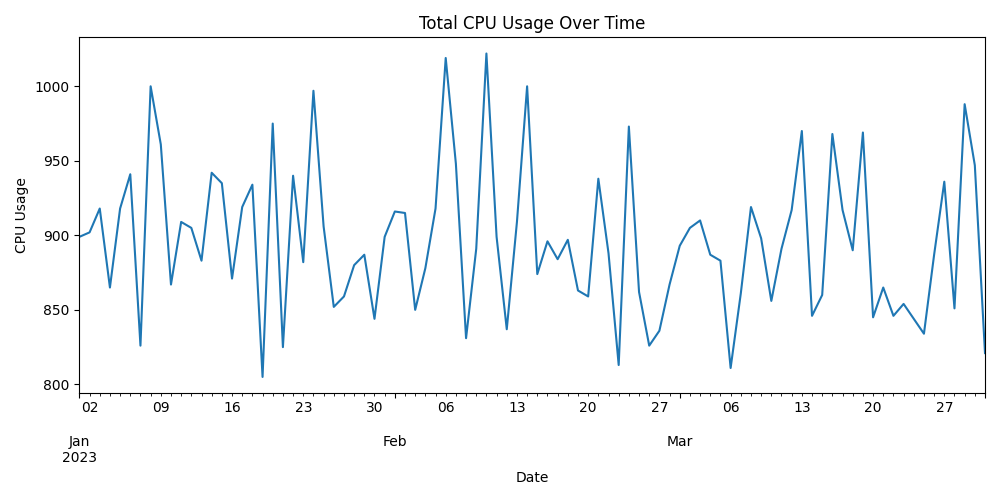 Total CPU Usage Over Time
1000
950
900
850
800
CPU Usage
02 09 16 23 30 06 13 20 27 06 13 20 27
Jan Feb Mar
2023
Date